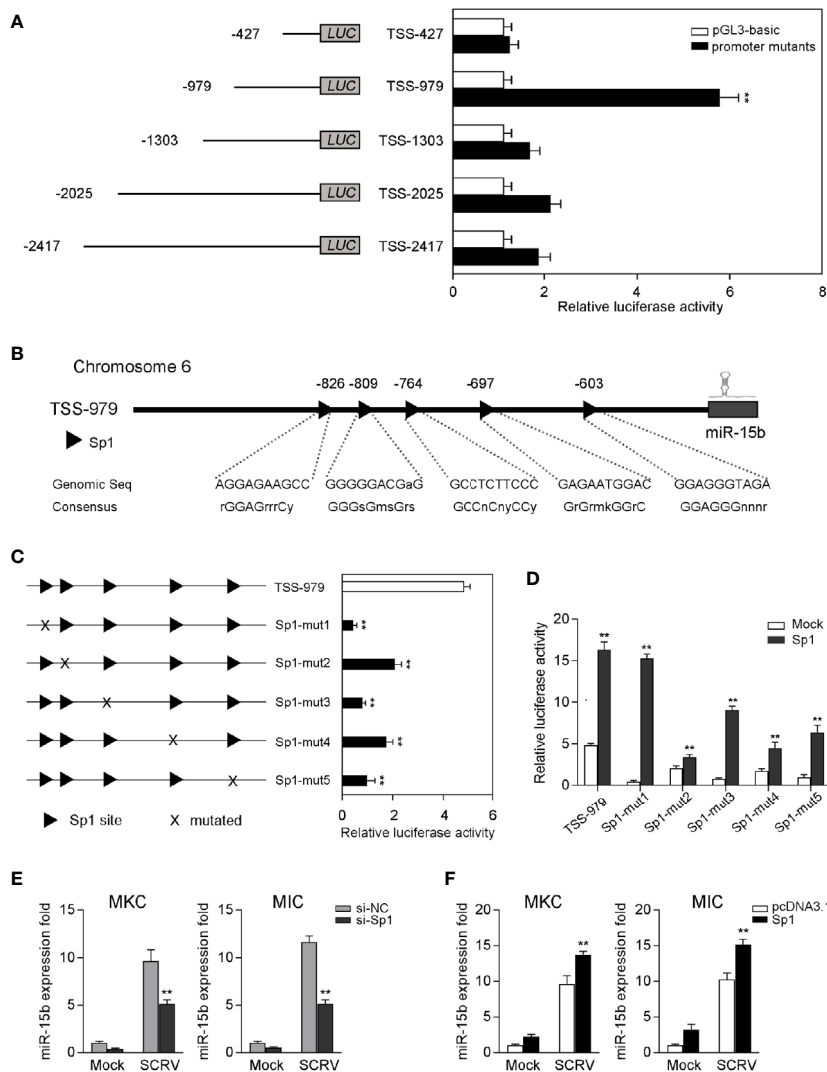 A
-427 LUC TSS-427
-979 LUC TSS-979
-1303 LUC TSS-1303
-2025 LUC TSS-2025
-2417 LUC TSS-2417
pGL3-basic
promoter mutants
**
0 2 4 6 8
Relative luciferase activity
B
Chromosome 6
-826 -809 -764 -697 -603
TSS-979
miR-15b
Sp1
Genomic Seq AGGAGAAGCC GGGGGACGaG GCCTCTTCCC GAGAATGGAC GGAGGGTAGA
Consensus rGGAGrrrCy GGGsGmsGrs GCCnCnyCCy GrGrmkGGrC GGAGGGnnnr
C
TSS-979
X Sp1-mut1 **
X Sp1-mut2 **
X Sp1-mut3 **
X Sp1-mut4 **
X Sp1-mut5 **
0 2 4 6
Sp1 site X mutated
Relative luciferase activity
D
Relative luciferase activity
20
15
10
5
0
Mock
Sp1
** ** ** ** ** **
TSS-979 Sp1-mut1 Sp1-mut2 Sp1-mut3 Sp1-mut4 Sp1-mut5
E
MKC
miR-15b expression fold
15
10
5
0
**
Mock SCRV
MIC
si-NC
si-Sp1
miR-15b expression fold
15
10
5
0
**
Mock SCRV
F
MKC
miR-15b expression fold
20
15
10
5
0
**
Mock SCRV
MIC
pcDNA3.1
Sp1
miR-15b expression fold
20
15
10
5
0
**
Mock SCRV